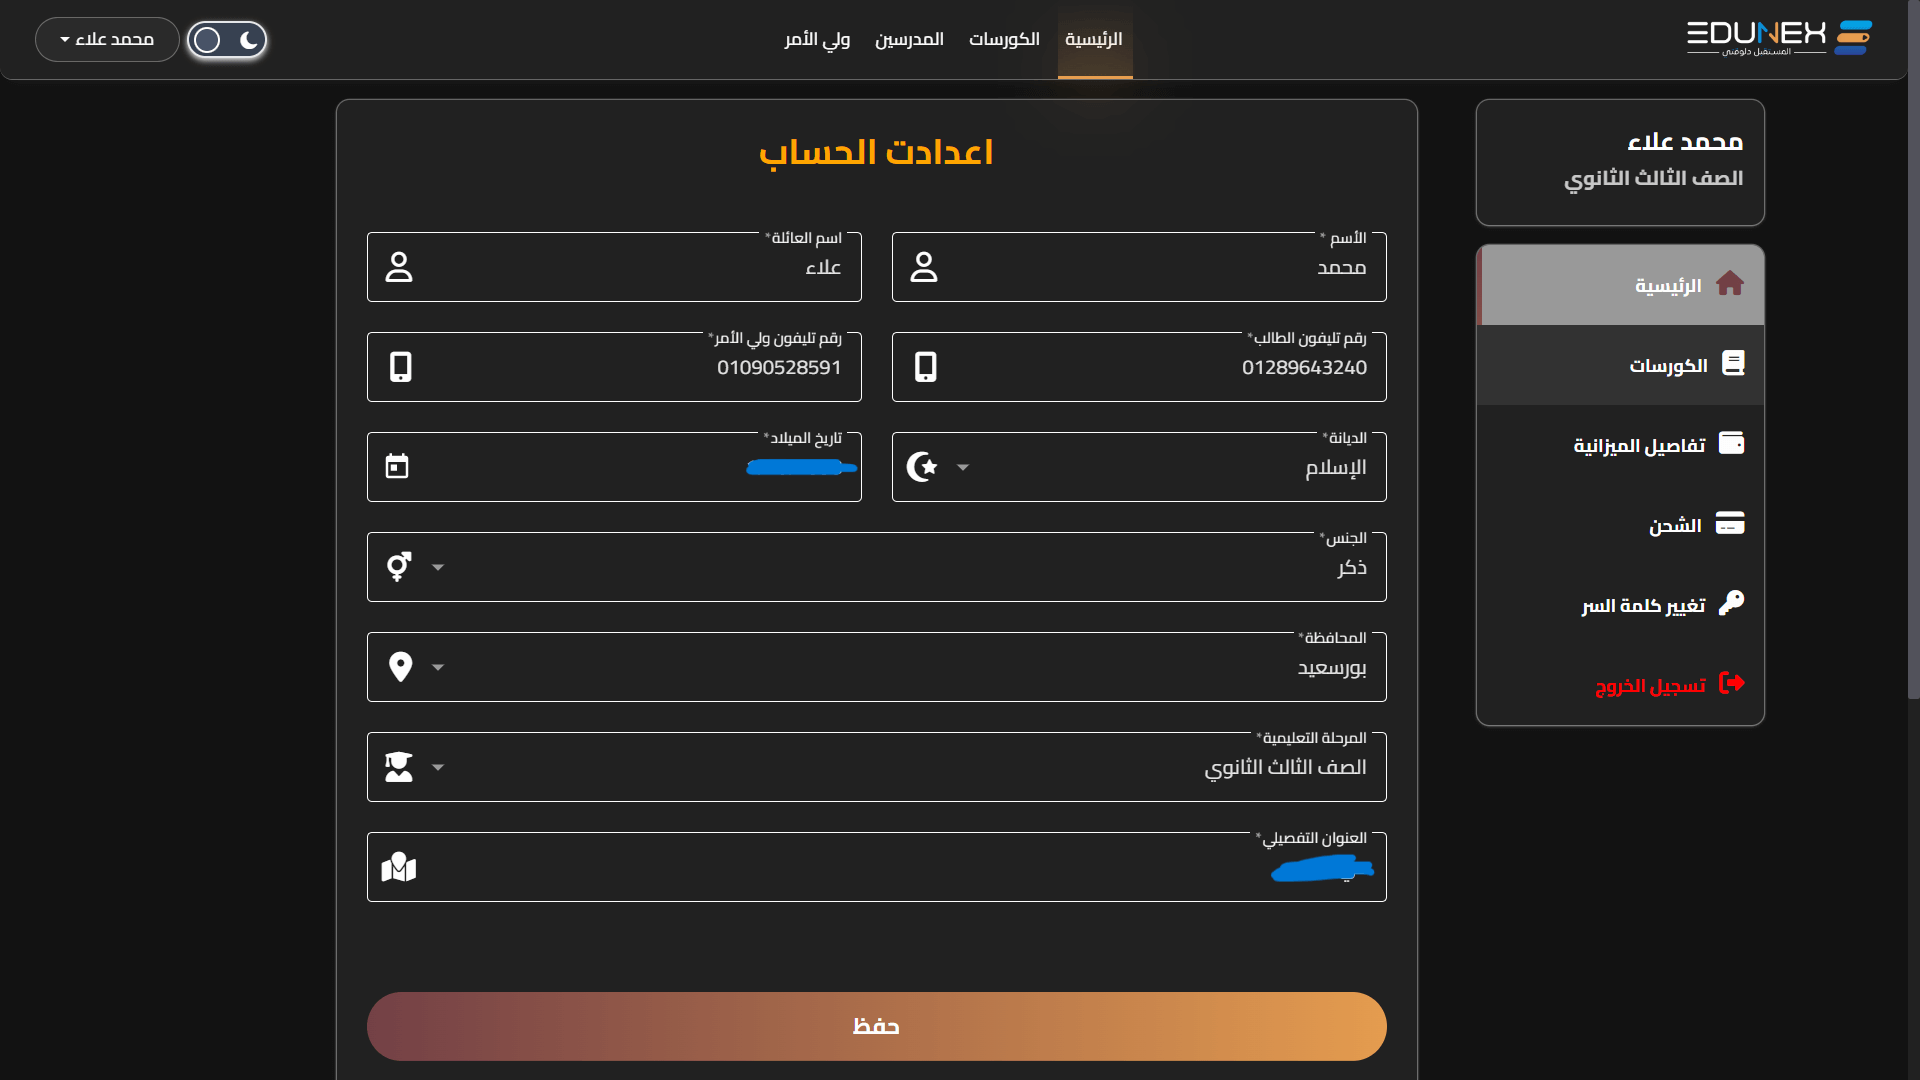 EDUNEX
المستقبل دلوقتي
الرئيسية
الكورسات
المدرسين
ولي الأمر
محمد علاء
محمد علاء
الصف الثالث الثانوي
الرئيسية
الكورسات
تفاصيل الميزانية
الشحن
تغيير كلمة السر
تسجيل الخروج
اعدادت الحساب
الأسم *
محمد
اسم العائلة*
علاء
رقم تليفون الطالب*
01289643240
رقم تليفون ولي الأمر*
01090528591
الديانة*
الإسلام
تاريخ الميلاد*
الجنس*
ذكر
المحافظة*
بورسعيد
المرحلة التعليمية*
الصف الثالث الثانوي
العنوان التفصيلي*
حفظ